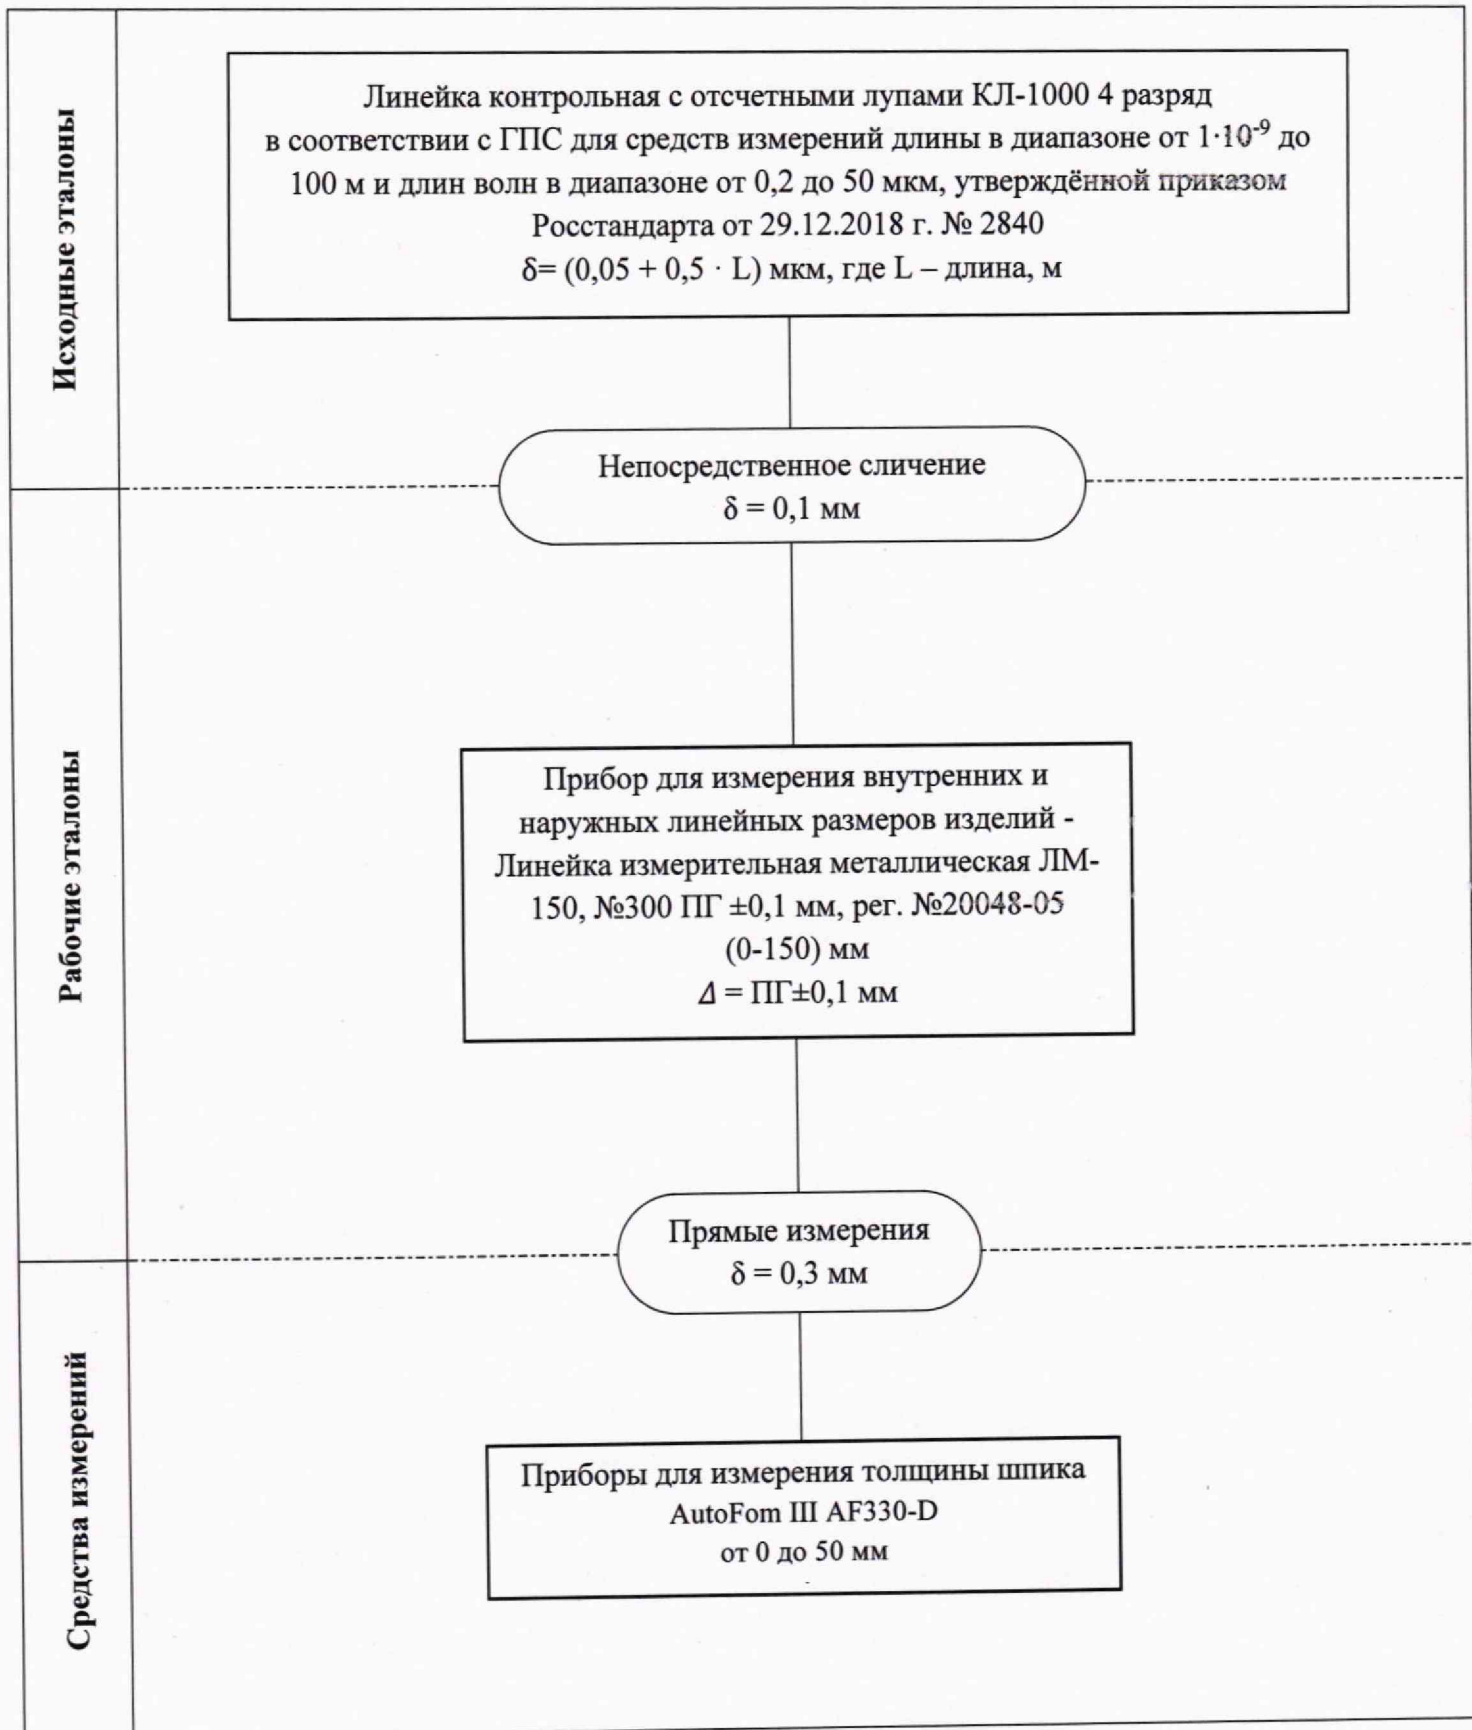 Исходные эталоны
Линейка контрольная с отсчетными лупами КЛ-1000 4 разряд
в соответствии с ГПС для средств измерений длины в диапазоне от 1·10⁻⁹ до
100 м и длин волн в диапазоне от 0,2 до 50 мкм, утверждённой приказом
Росстандарта от 29.12.2018 г. № 2840
δ= (0,05 + 0,5 · L) мкм, где L – длина, м
Непосредственное сличение
δ = 0,1 мм
Рабочие эталоны
Прибор для измерения внутренних и
наружных линейных размеров изделий -
Линейка измерительная металлическая ЛМ-
150, №300 ПГ ±0,1 мм, рег. №20048-05
(0-150) мм
Δ = ПГ±0,1 мм
Прямые измерения
δ = 0,3 мм
Средства измерений
Приборы для измерения толщины шпика
AutoFom III AF330-D
от 0 до 50 мм